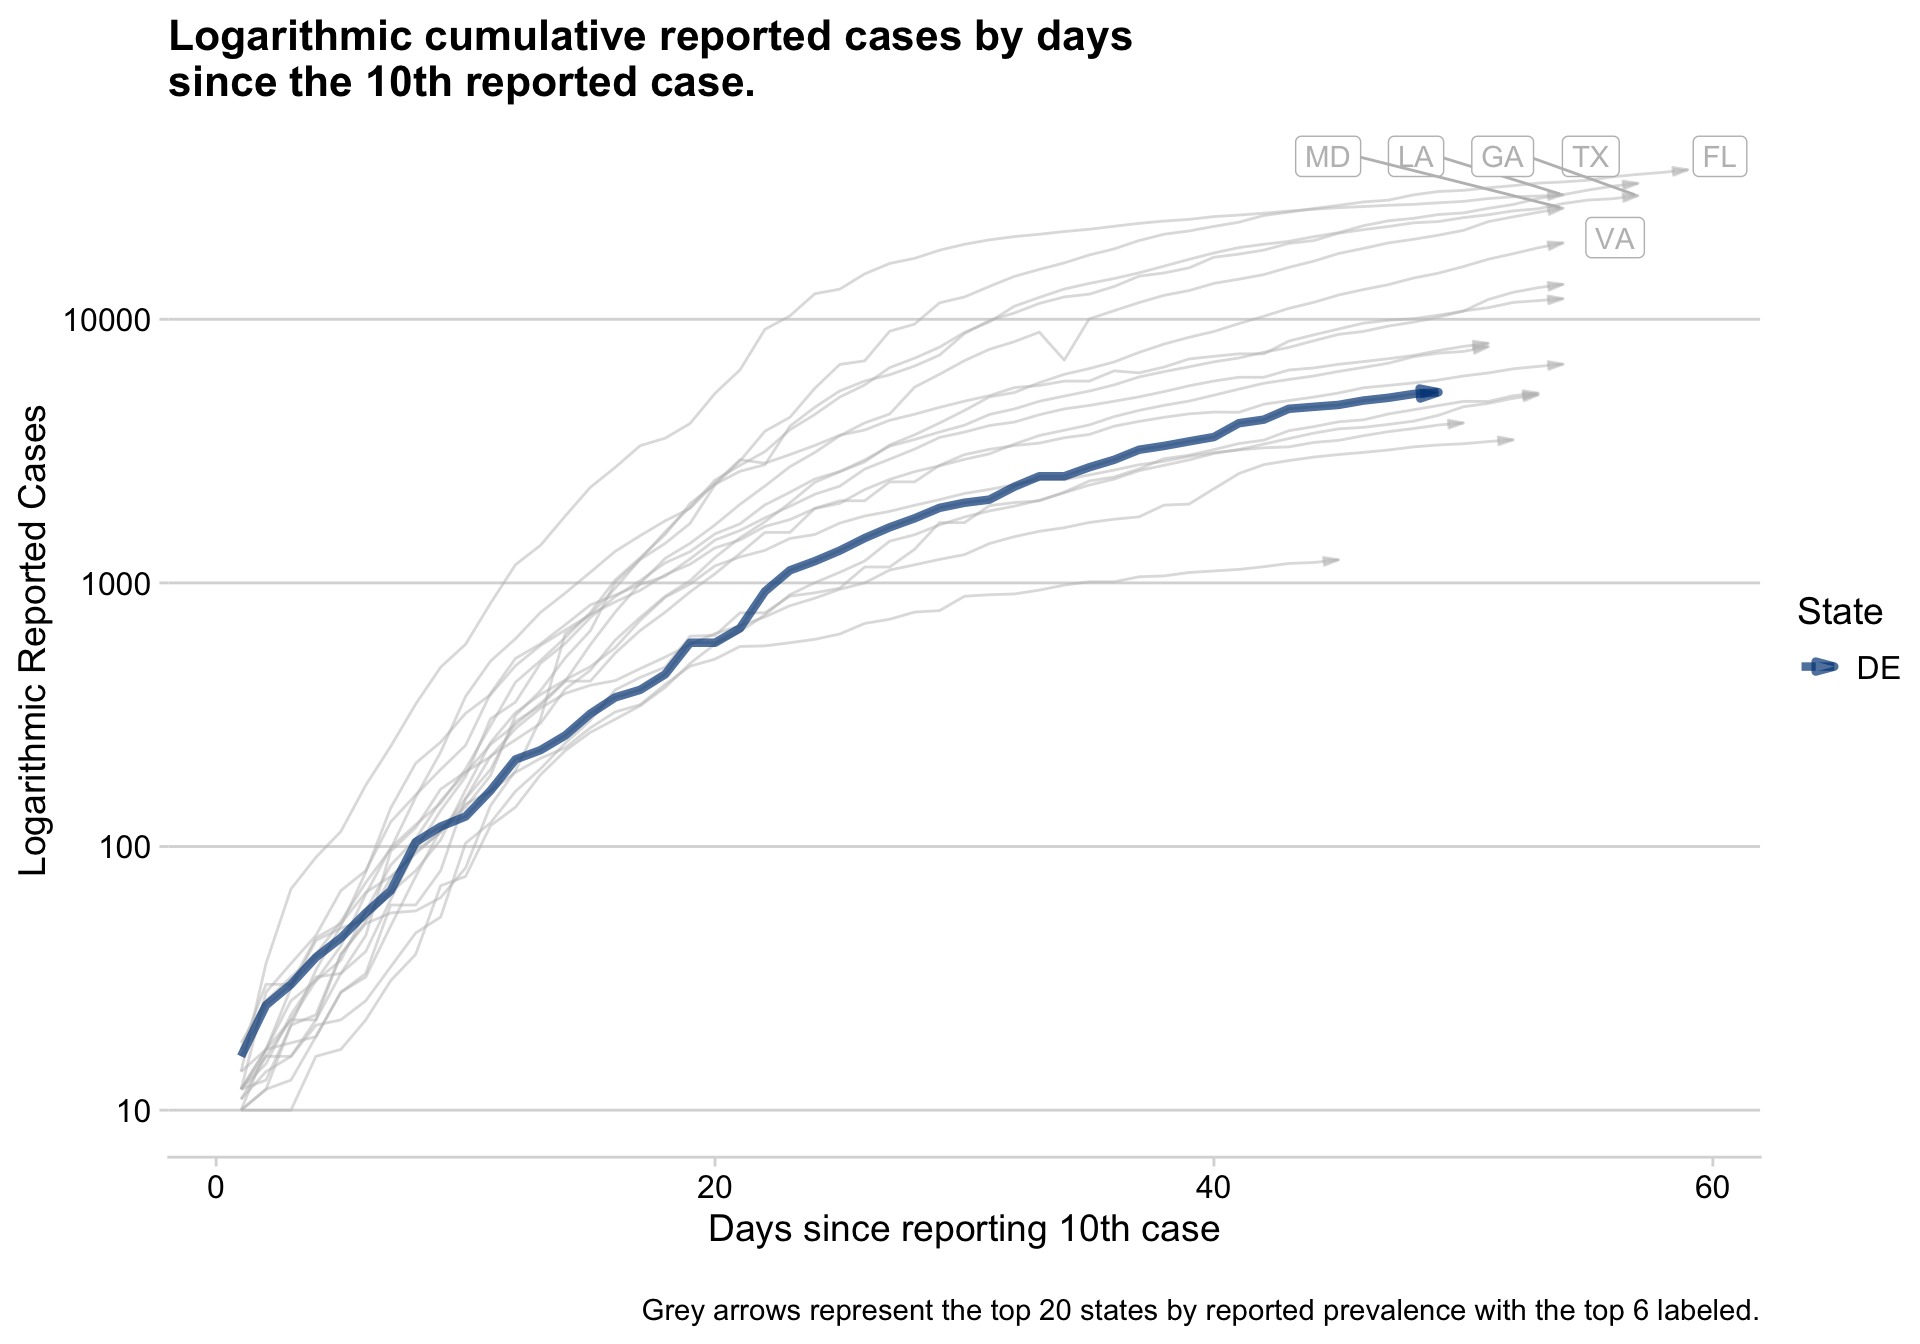 Logarithmic cumulative reported cases by days
since the 10th reported case.
MD LA GA TX FL
VA
10000
1000
100
10
Logarithmic Reported Cases
State
DE
0 20 40 60
Days since reporting 10th case
Grey arrows represent the top 20 states by reported prevalence with the top 6 labeled.